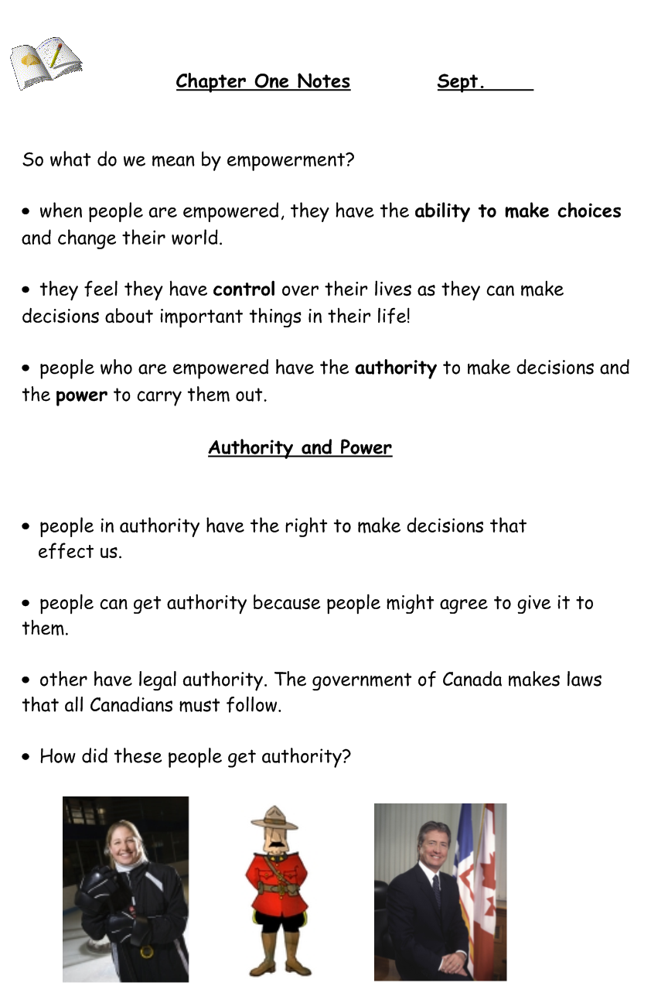 Chapter One Notes Sept._____
So what do we mean by empowerment?
• when people are empowered, they have the ability to make choices
and change their world.
• they feel they have control over their lives as they can make
decisions about important things in their life!
• people who are empowered have the authority to make decisions and
the power to carry them out.
Authority and Power
• people in authority have the right to make decisions that
effect us.
• people can get authority because people might agree to give it to
them.
• other have legal authority. The government of Canada makes laws
that all Canadians must follow.
• How did these people get authority?